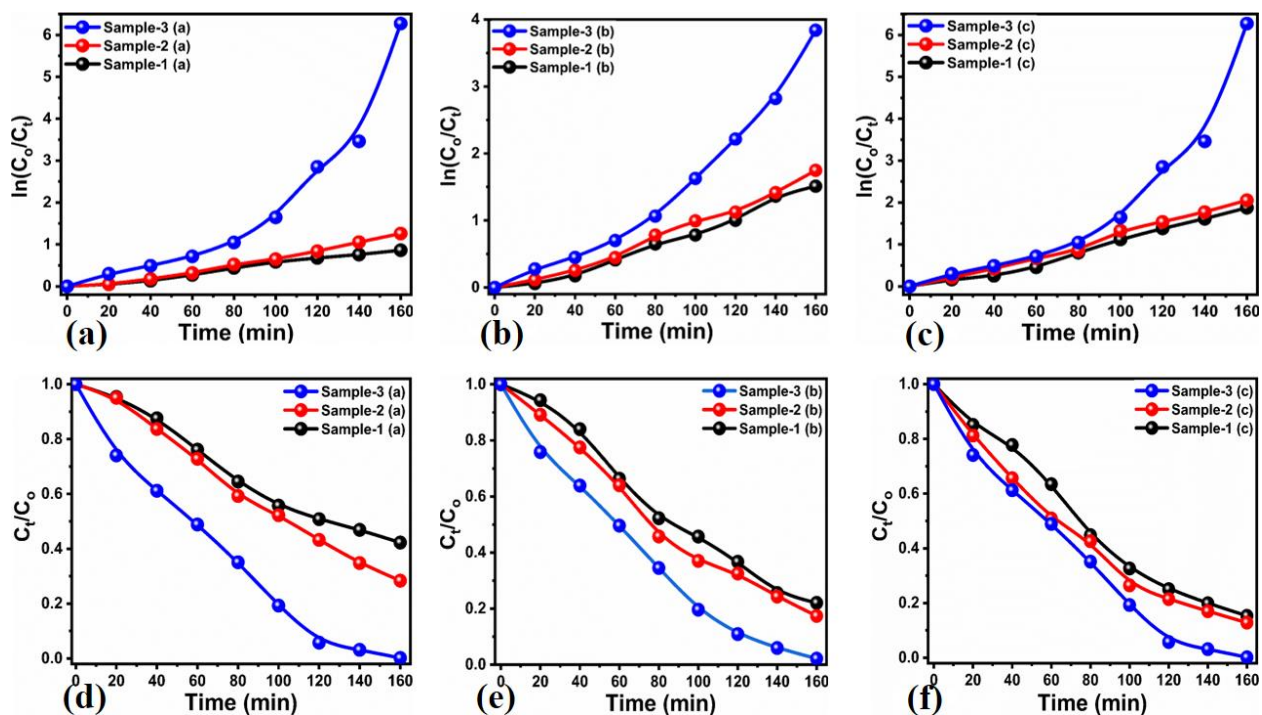 Sample-3 (a)
Sample-2 (a)
Sample-1 (a)
ln(Co/Ct)
6
5
4
3
2
1
0
0 20 40 60 80 100 120 140 160
Time (min)
(a)
Sample-3 (b)
Sample-2 (b)
Sample-1 (b)
ln(Co/Ct)
4
3
2
1
0
0 20 40 60 80 100 120 140 160
Time (min)
(b)
Sample-3 (c)
Sample-2 (c)
Sample-1 (c)
ln(Co/Ct)
6
5
4
3
2
1
0
0 20 40 60 80 100 120 140 160
Time (min)
(c)
Sample-3 (a)
Sample-2 (a)
Sample-1 (a)
Ct/Co
1.0
0.8
0.6
0.4
0.2
0.0
0 20 40 60 80 100 120 140 160
Time (min)
(d)
Sample-3 (b)
Sample-2 (b)
Sample-1 (b)
Ct/Co
1.0
0.8
0.6
0.4
0.2
0.0
0 20 40 60 80 100 120 140 160
Time (min)
(e)
Sample-3 (c)
Sample-2 (c)
Sample-1 (c)
Ct/Co
1.0
0.8
0.6
0.4
0.2
0.0
0 20 40 60 80 100 120 140 160
Time (min)
(f)